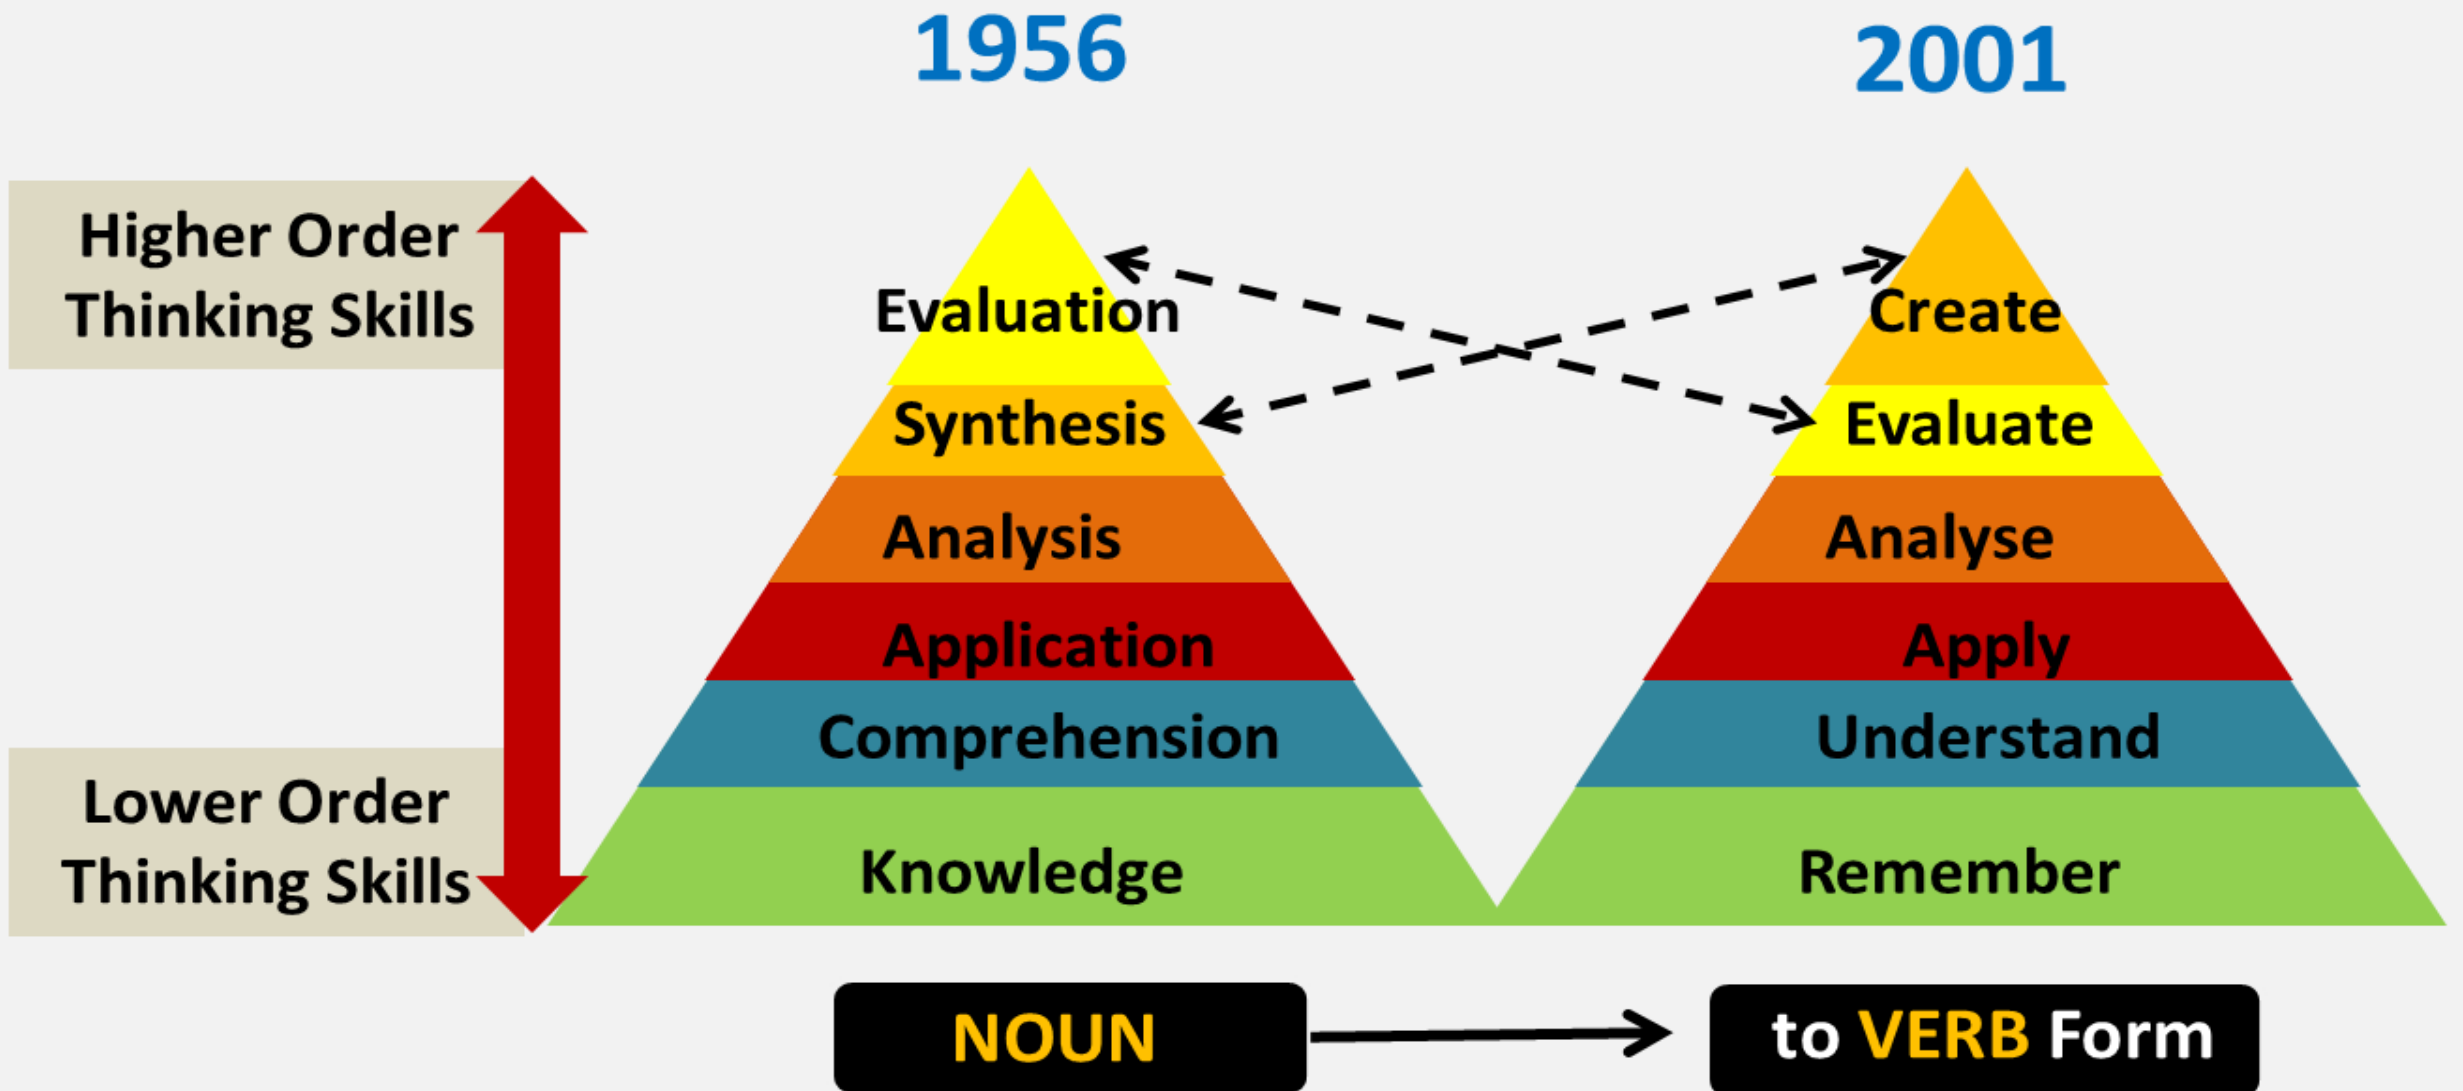 1956
2001
Higher Order
Thinking Skills
Lower Order
Thinking Skills
Evaluation
Synthesis
Analysis
Application
Comprehension
Knowledge
Create
Evaluate
Analyse
Apply
Understand
Remember
NOUN
to VERB Form